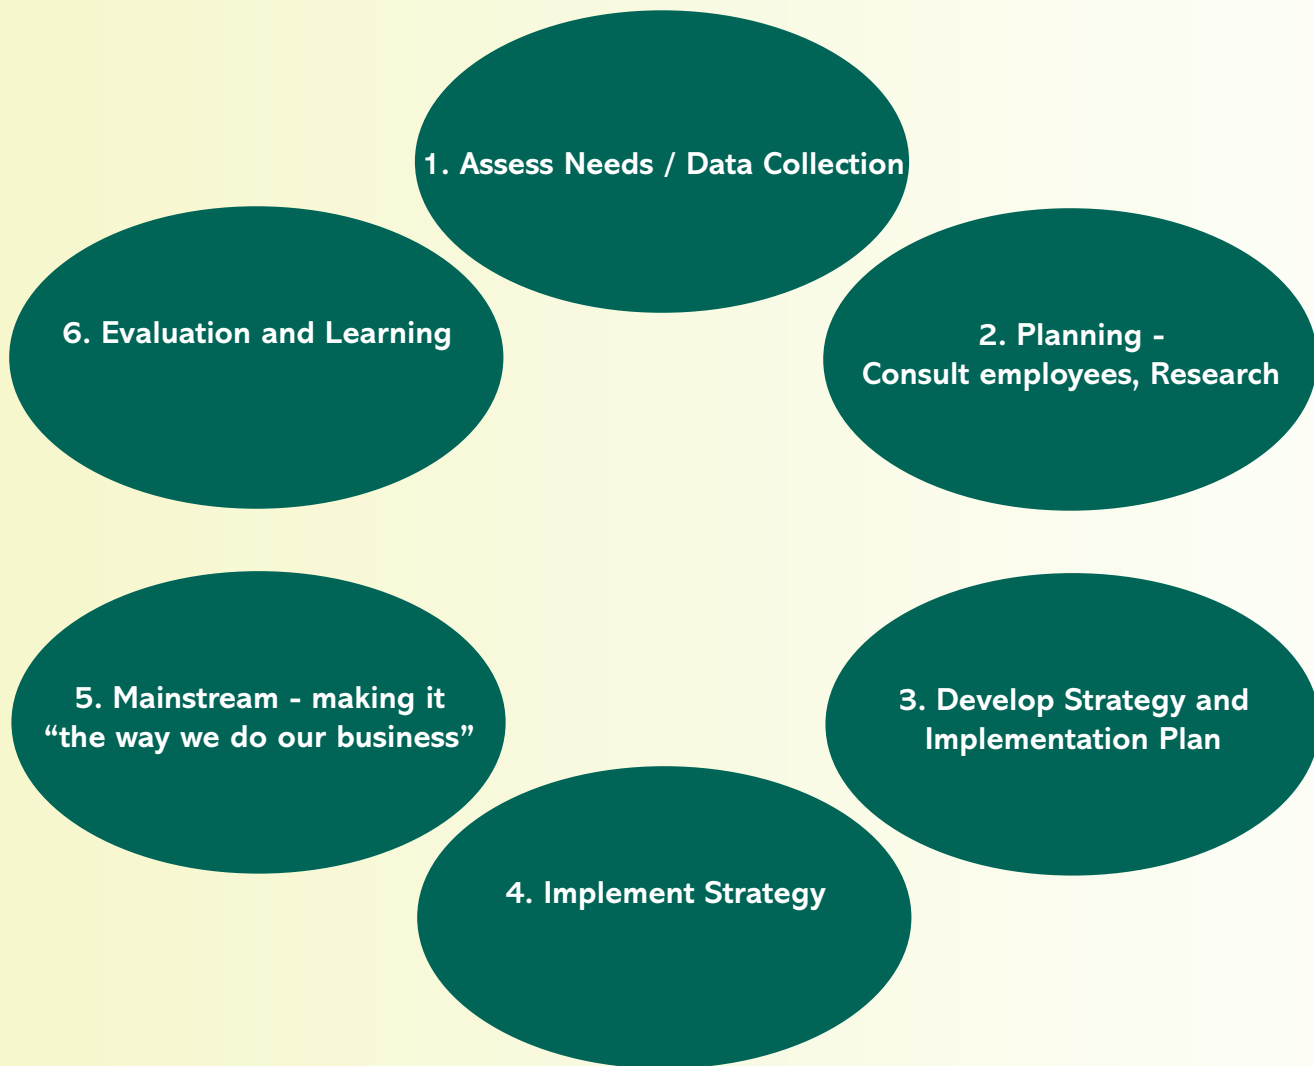 1. Assess Needs / Data Collection
2. Planning -
Consult employees, Research
3. Develop Strategy and
Implementation Plan
4. Implement Strategy
5. Mainstream - making it
“the way we do our business”
6. Evaluation and Learning